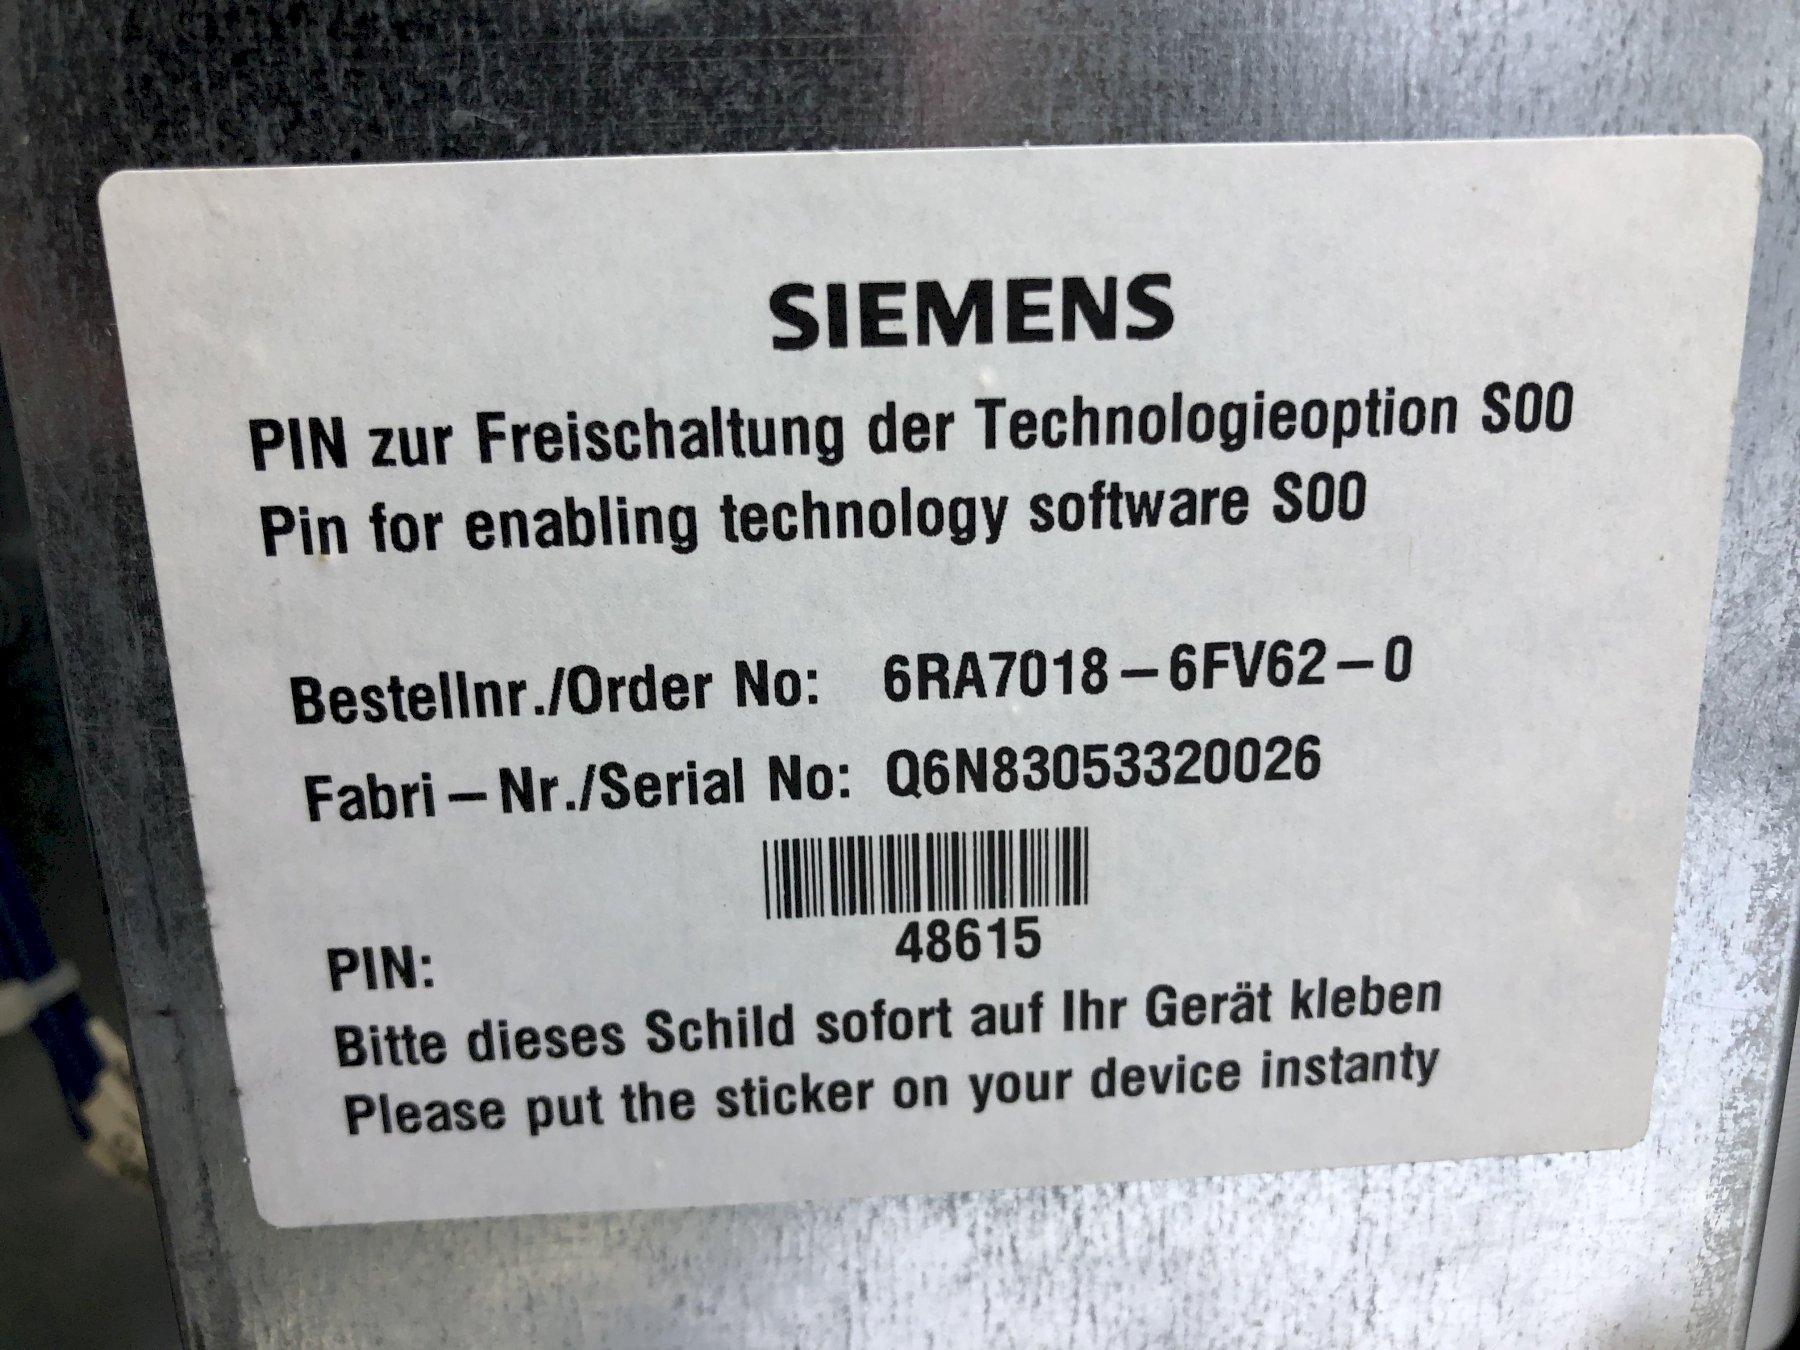 SIEMENS
PIN zur Freischaltung der Technologieoption S00
Pin for enabling technology software S00
Bestellnr./Order No: 6RA7018-6FV62-0
Fabri-Nr./Serial No: Q6N83053320026
48615
PIN:
Bitte dieses Schild sofort auf Ihr Gerät kleben
Please put the sticker on your device instanty